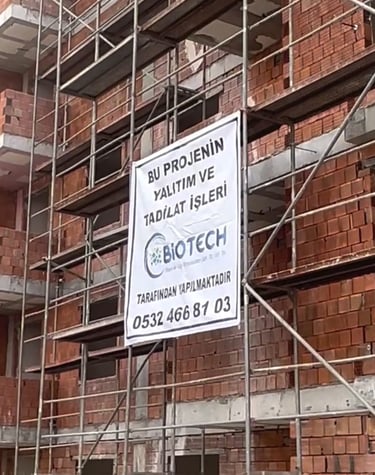 BU PROJENİN
YALITIM VE
TADİLAT İŞLERİ
BIOTECH
TARAFINDAN YAPILMAKTADIR
0532 466 81 03